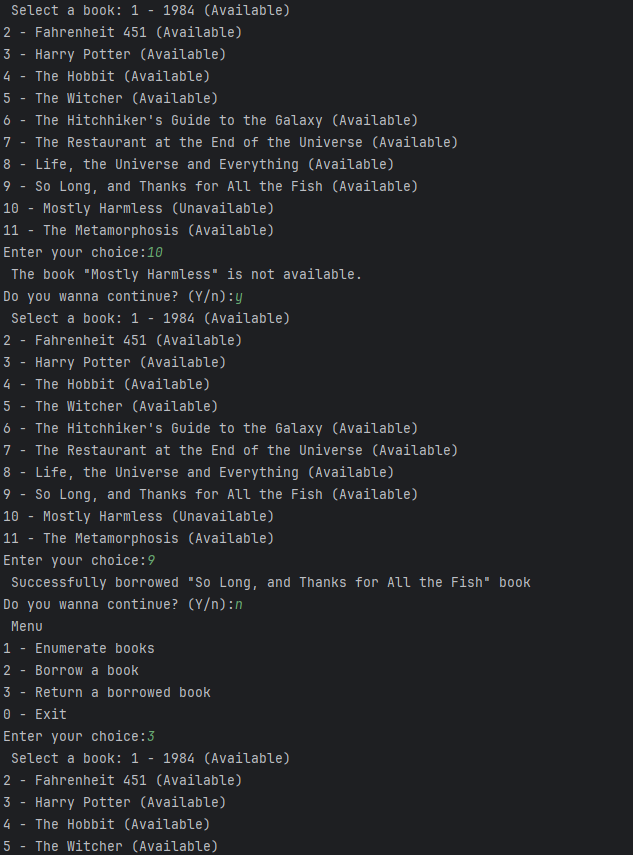 Select a book: 1 - 1984 (Available)
2 - Fahrenheit 451 (Available)
3 - Harry Potter (Available)
4 - The Hobbit (Available)
5 - The Witcher (Available)
6 - The Hitchhiker's Guide to the Galaxy (Available)
7 - The Restaurant at the End of the Universe (Available)
8 - Life, the Universe and Everything (Available)
9 - So Long, and Thanks for All the Fish (Available)
10 - Mostly Harmless (Unavailable)
11 - The Metamorphosis (Available)
Enter your choice:10
The book "Mostly Harmless" is not available.
Do you wanna continue? (Y/n):y
Select a book: 1 - 1984 (Available)
2 - Fahrenheit 451 (Available)
3 - Harry Potter (Available)
4 - The Hobbit (Available)
5 - The Witcher (Available)
6 - The Hitchhiker's Guide to the Galaxy (Available)
7 - The Restaurant at the End of the Universe (Available)
8 - Life, the Universe and Everything (Available)
9 - So Long, and Thanks for All the Fish (Available)
10 - Mostly Harmless (Unavailable)
11 - The Metamorphosis (Available)
Enter your choice:9
Successfully borrowed "So Long, and Thanks for All the Fish" book
Do you wanna continue? (Y/n):n
Menu
1 - Enumerate books
2 - Borrow a book
3 - Return a borrowed book
0 - Exit
Enter your choice:3
Select a book: 1 - 1984 (Available)
2 - Fahrenheit 451 (Available)
3 - Harry Potter (Available)
4 - The Hobbit (Available)
5 - The Witcher (Available)